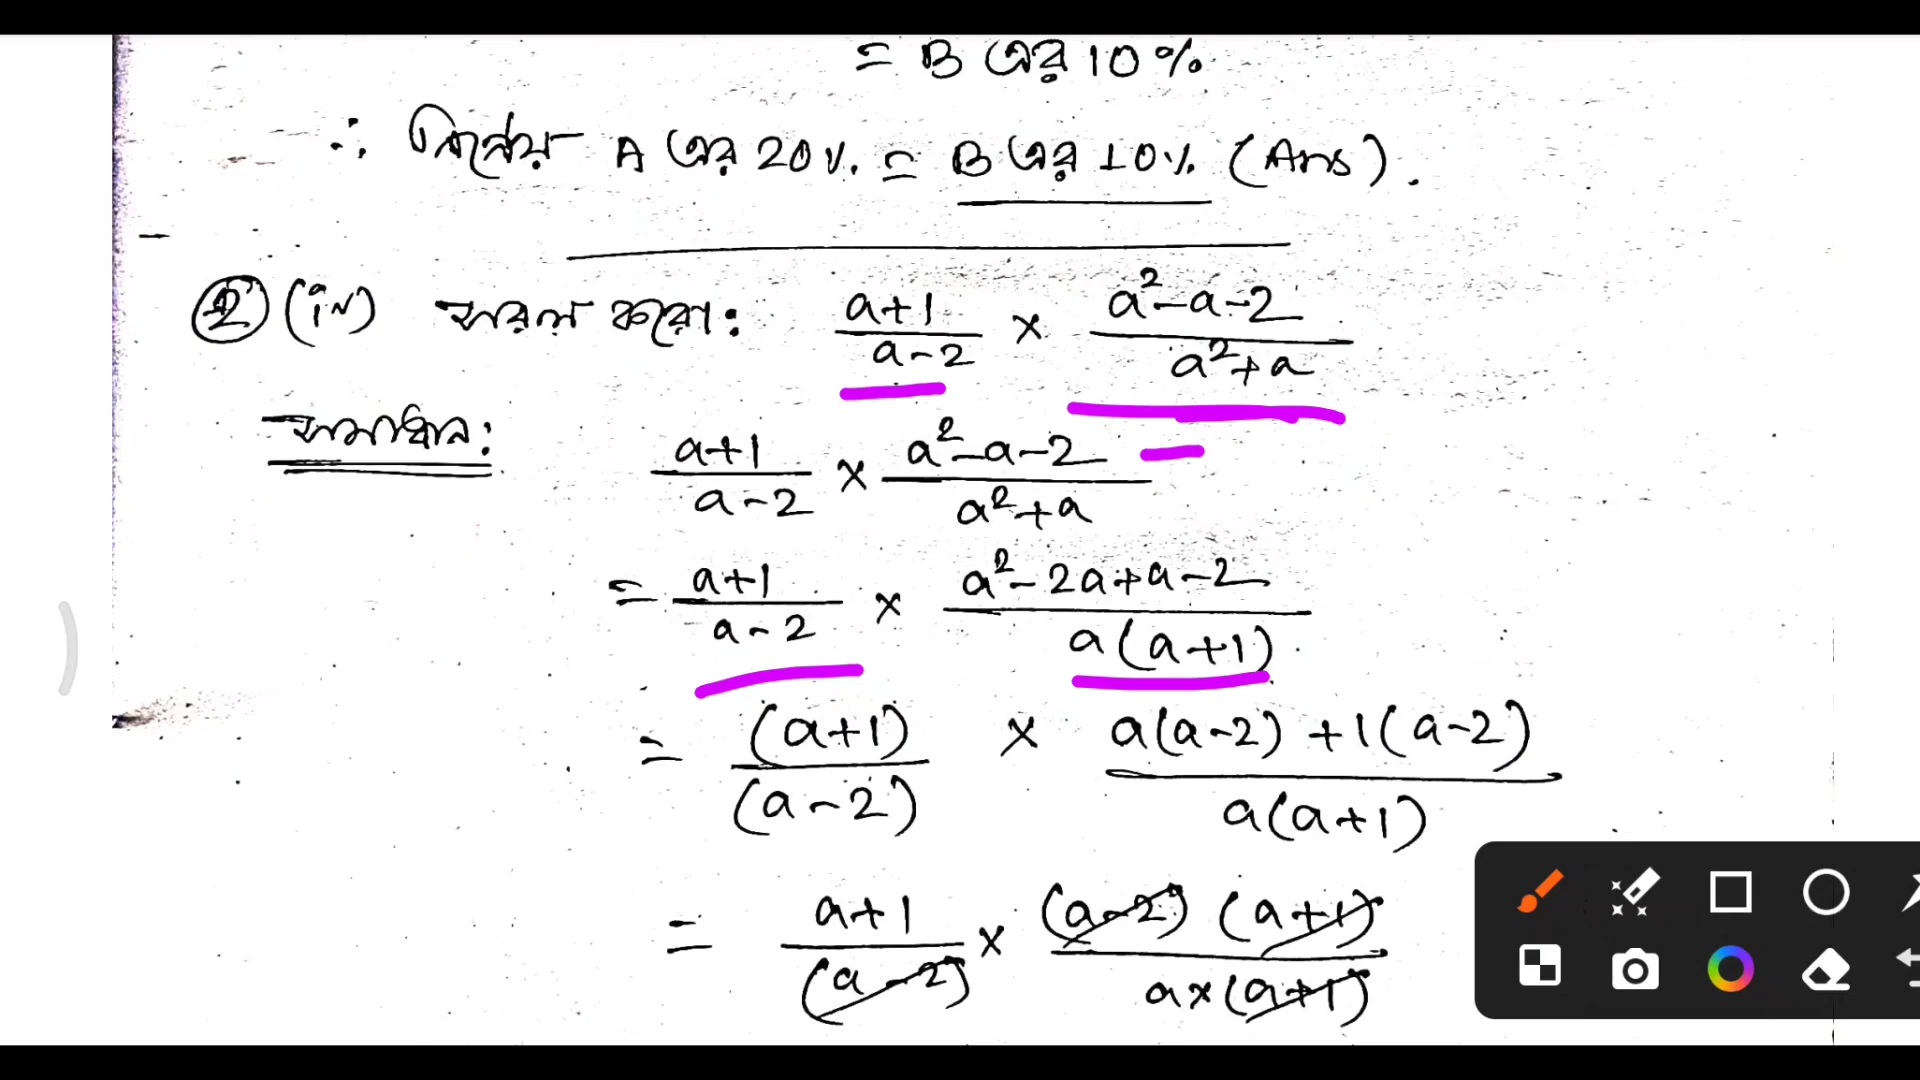 = B এর 10%
∴ নির্ণেয় A এর 20% = B এর 10% (Ans).
② (iv) সরল করো: (a+1)/(a-2) × (a²-a-2)/(a²+a)
সমাধান: (a+1)/(a-2) × (a²-a-2)/(a²+a)
= (a+1)/(a-2) × (a²-2a+a-2)/(a(a+1))
= (a+1)/(a-2) × (a(a-2)+1(a-2))/(a(a+1))
= (a+1)/(a-2) × ((a-2)(a+1))/(a×(a+1))